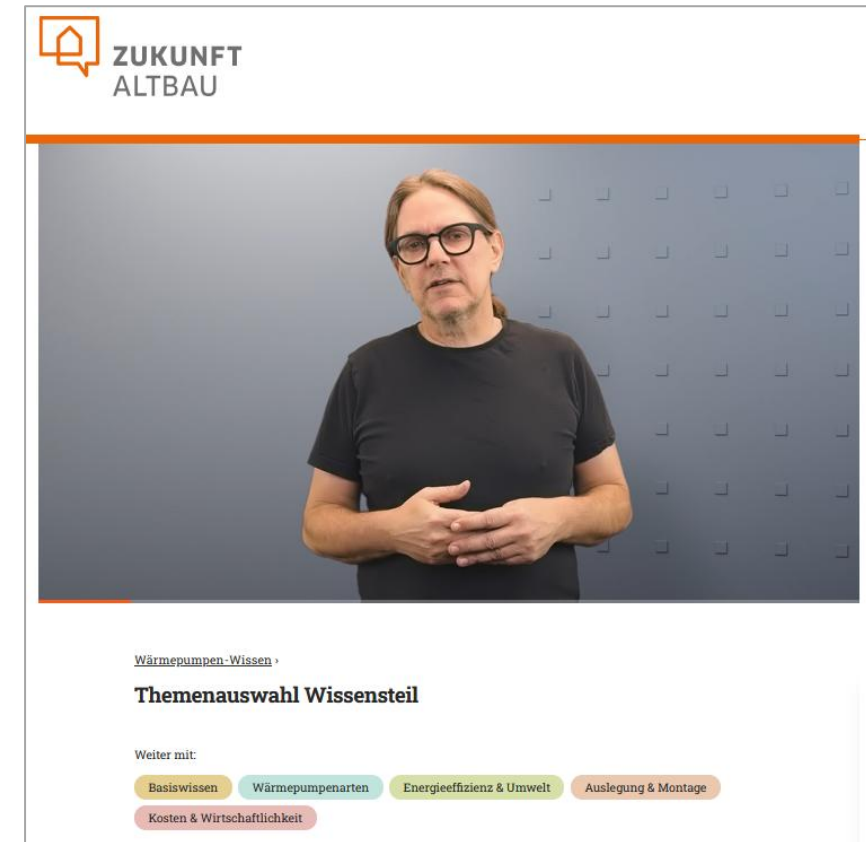 ZUKUNFT
ALTBAU
Wärmepumpen-Wissen ›
Themenauswahl Wissensteil
Weiter mit:
Basiswissen Wärmepumpenarten Energieeffizienz & Umwelt Auslegung & Montage
Kosten & Wirtschaftlichkeit